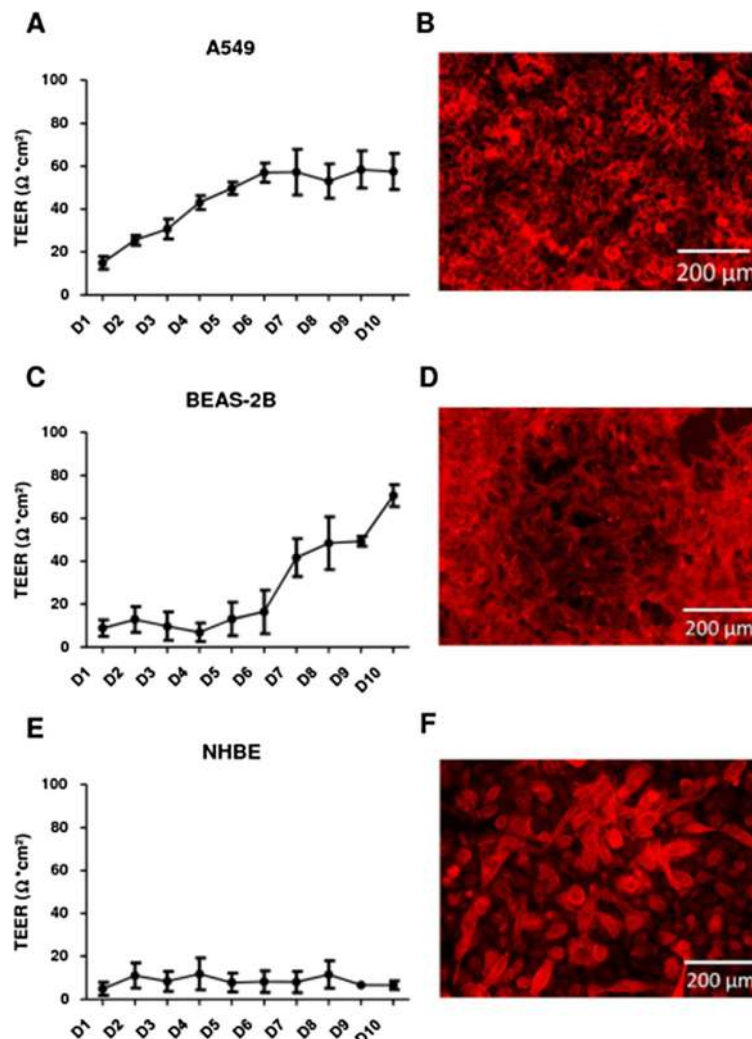 A
A549
TEER (Ω*cm²)
100
80
60
40
20
0
D1 D2 D3 D4 D5 D6 D7 D8 D9 D10
B
200 µm
C
BEAS-2B
TEER (Ω*cm²)
100
80
60
40
20
0
D1 D2 D3 D4 D5 D6 D7 D8 D9 D10
D
200 µm
E
NHBE
TEER (Ω*cm²)
100
80
60
40
20
0
D1 D2 D3 D4 D5 D6 D7 D8 D9 D10
F
200 µm